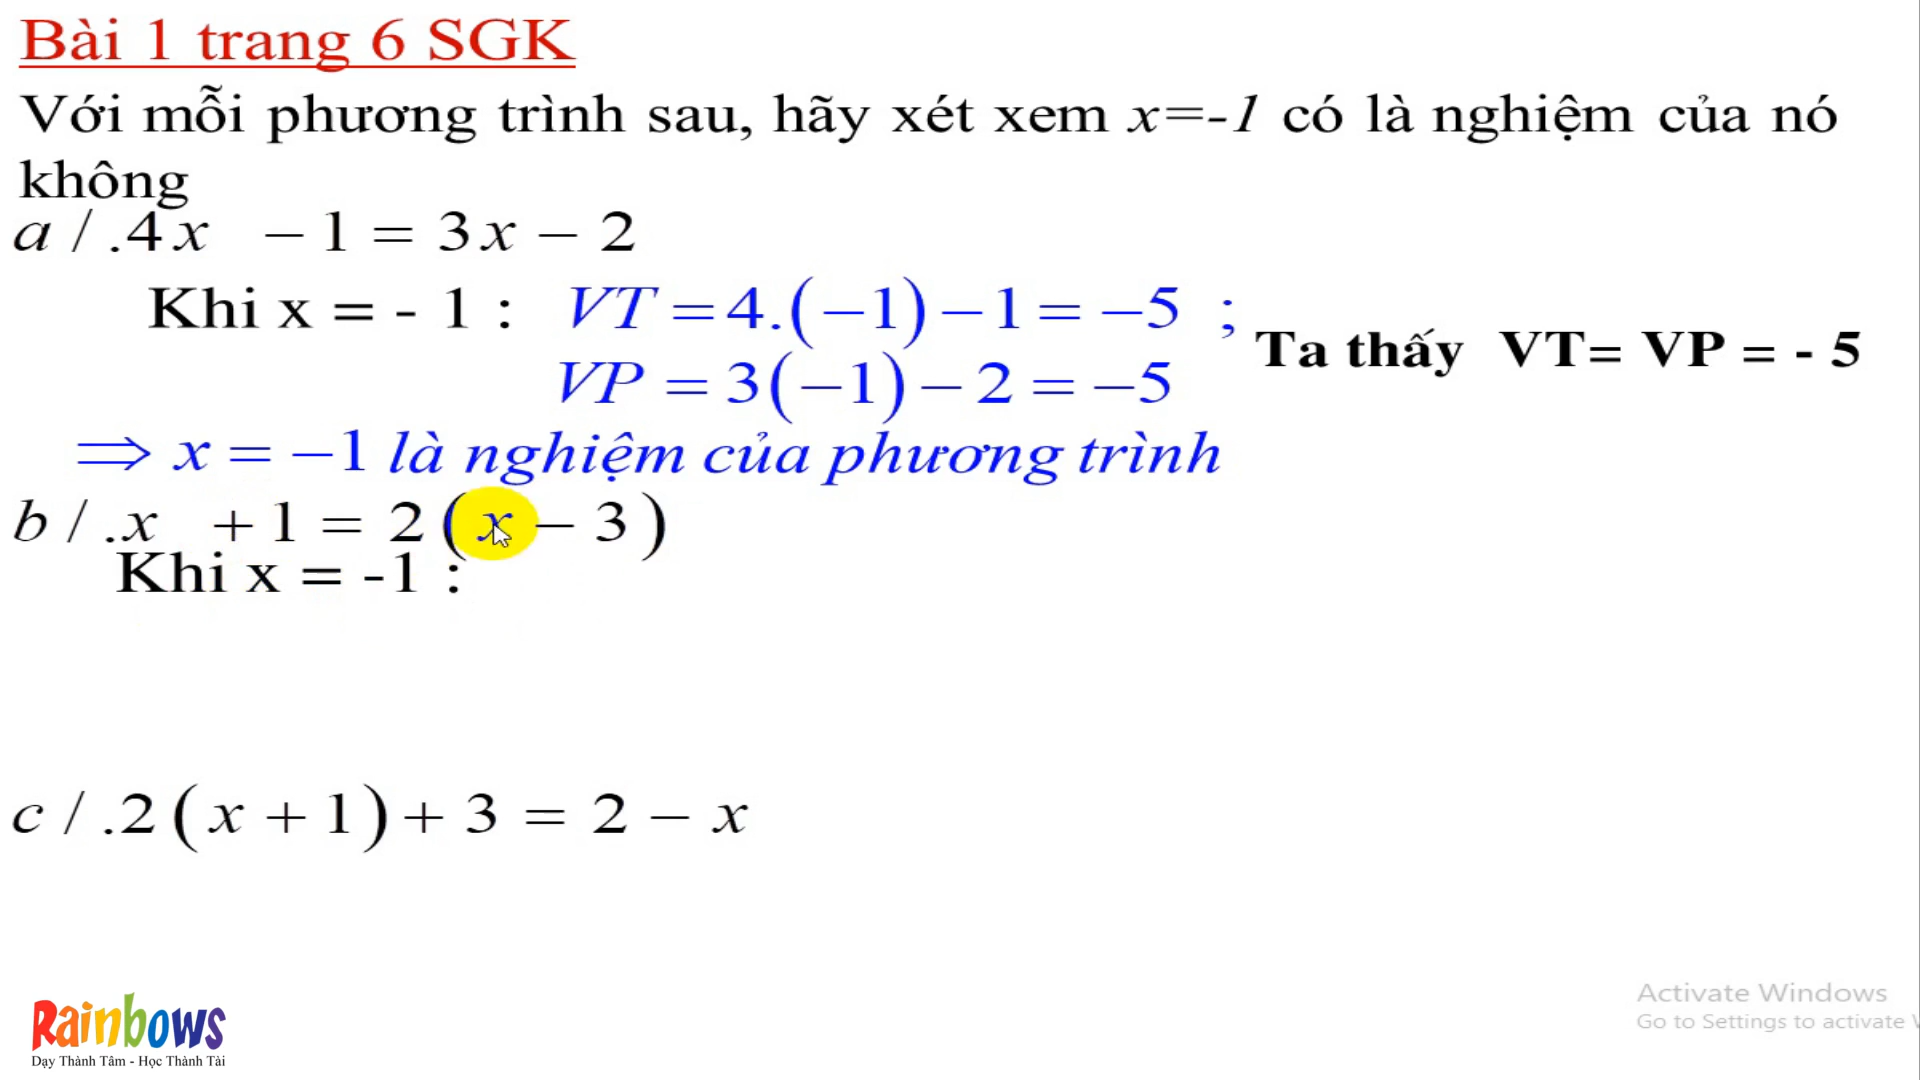 Bài 1 trang 6 SGK
Với mỗi phương trình sau, hãy xét xem x=-1 có là nghiệm của nó
không
a / .4x − 1 = 3x − 2
Khi x = - 1 : VT = 4.(−1) − 1 = −5 ;
Ta thấy VT= VP = - 5
VP = 3(−1) − 2 = −5
⇒ x = −1 là nghiệm của phương trình
b / .x + 1 = 2(x − 3)
Khi x = -1 :
c / .2(x + 1) + 3 = 2 − x
Rainbows
Dạy Thành Tâm - Học Thành Tài
Activate Windows
Go to Settings to activate